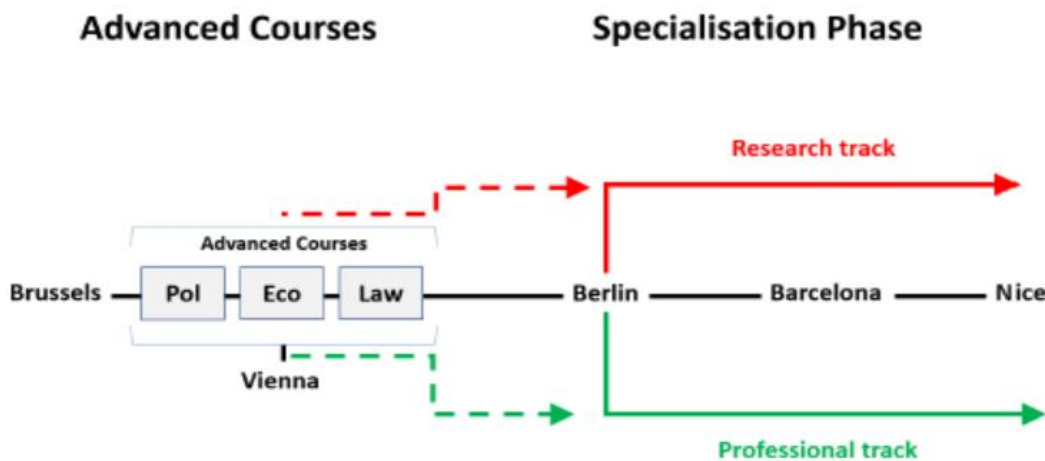 Advanced Courses
Specialisation Phase
Research track
Advanced Courses
Brussels
Pol
Eco
Law
Berlin
Barcelona
Nice
Vienna
Professional track